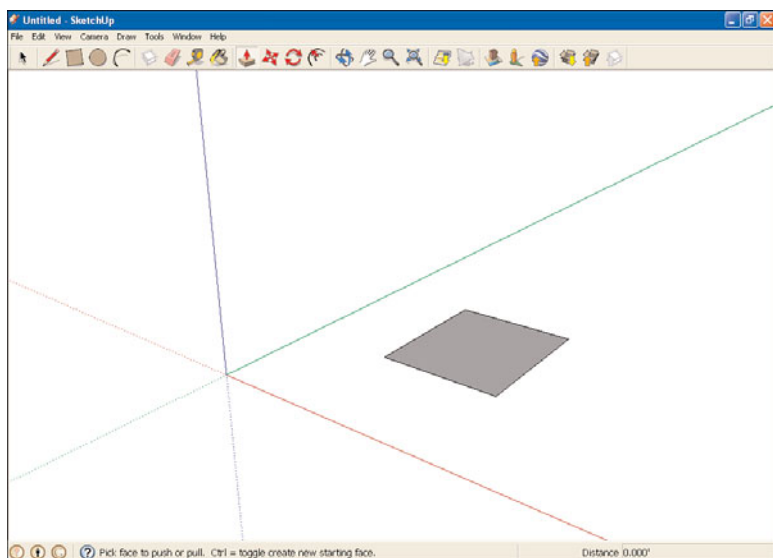 Untitled - SketchUp
File Edit View Camera Draw Tools Window Help
Pick face to push or pull. Ctrl = toggle create new starting face.
Distance 0.000'